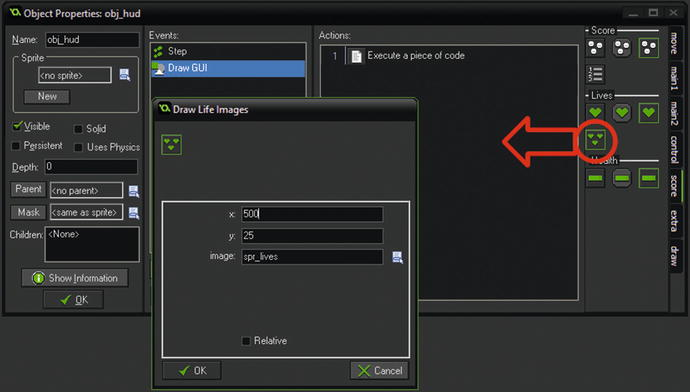 Object Properties: obj_hud
Name: obj_hud
Sprite
<no sprite>
New
Visible
Solid
Persistent
Uses Physics
Depth: 0
Parent
<no parent>
Mask
<same as sprite>
Children:
<None>
Show Information
OK
Events:
Step
Draw GUI
Actions:
1
Execute a piece of code
Draw Life Images
x: 500
y: 25
image: spr_lives
Relative
OK
Cancel
Score
Lives
Health
move
main1
main2
control
score
extra
draw